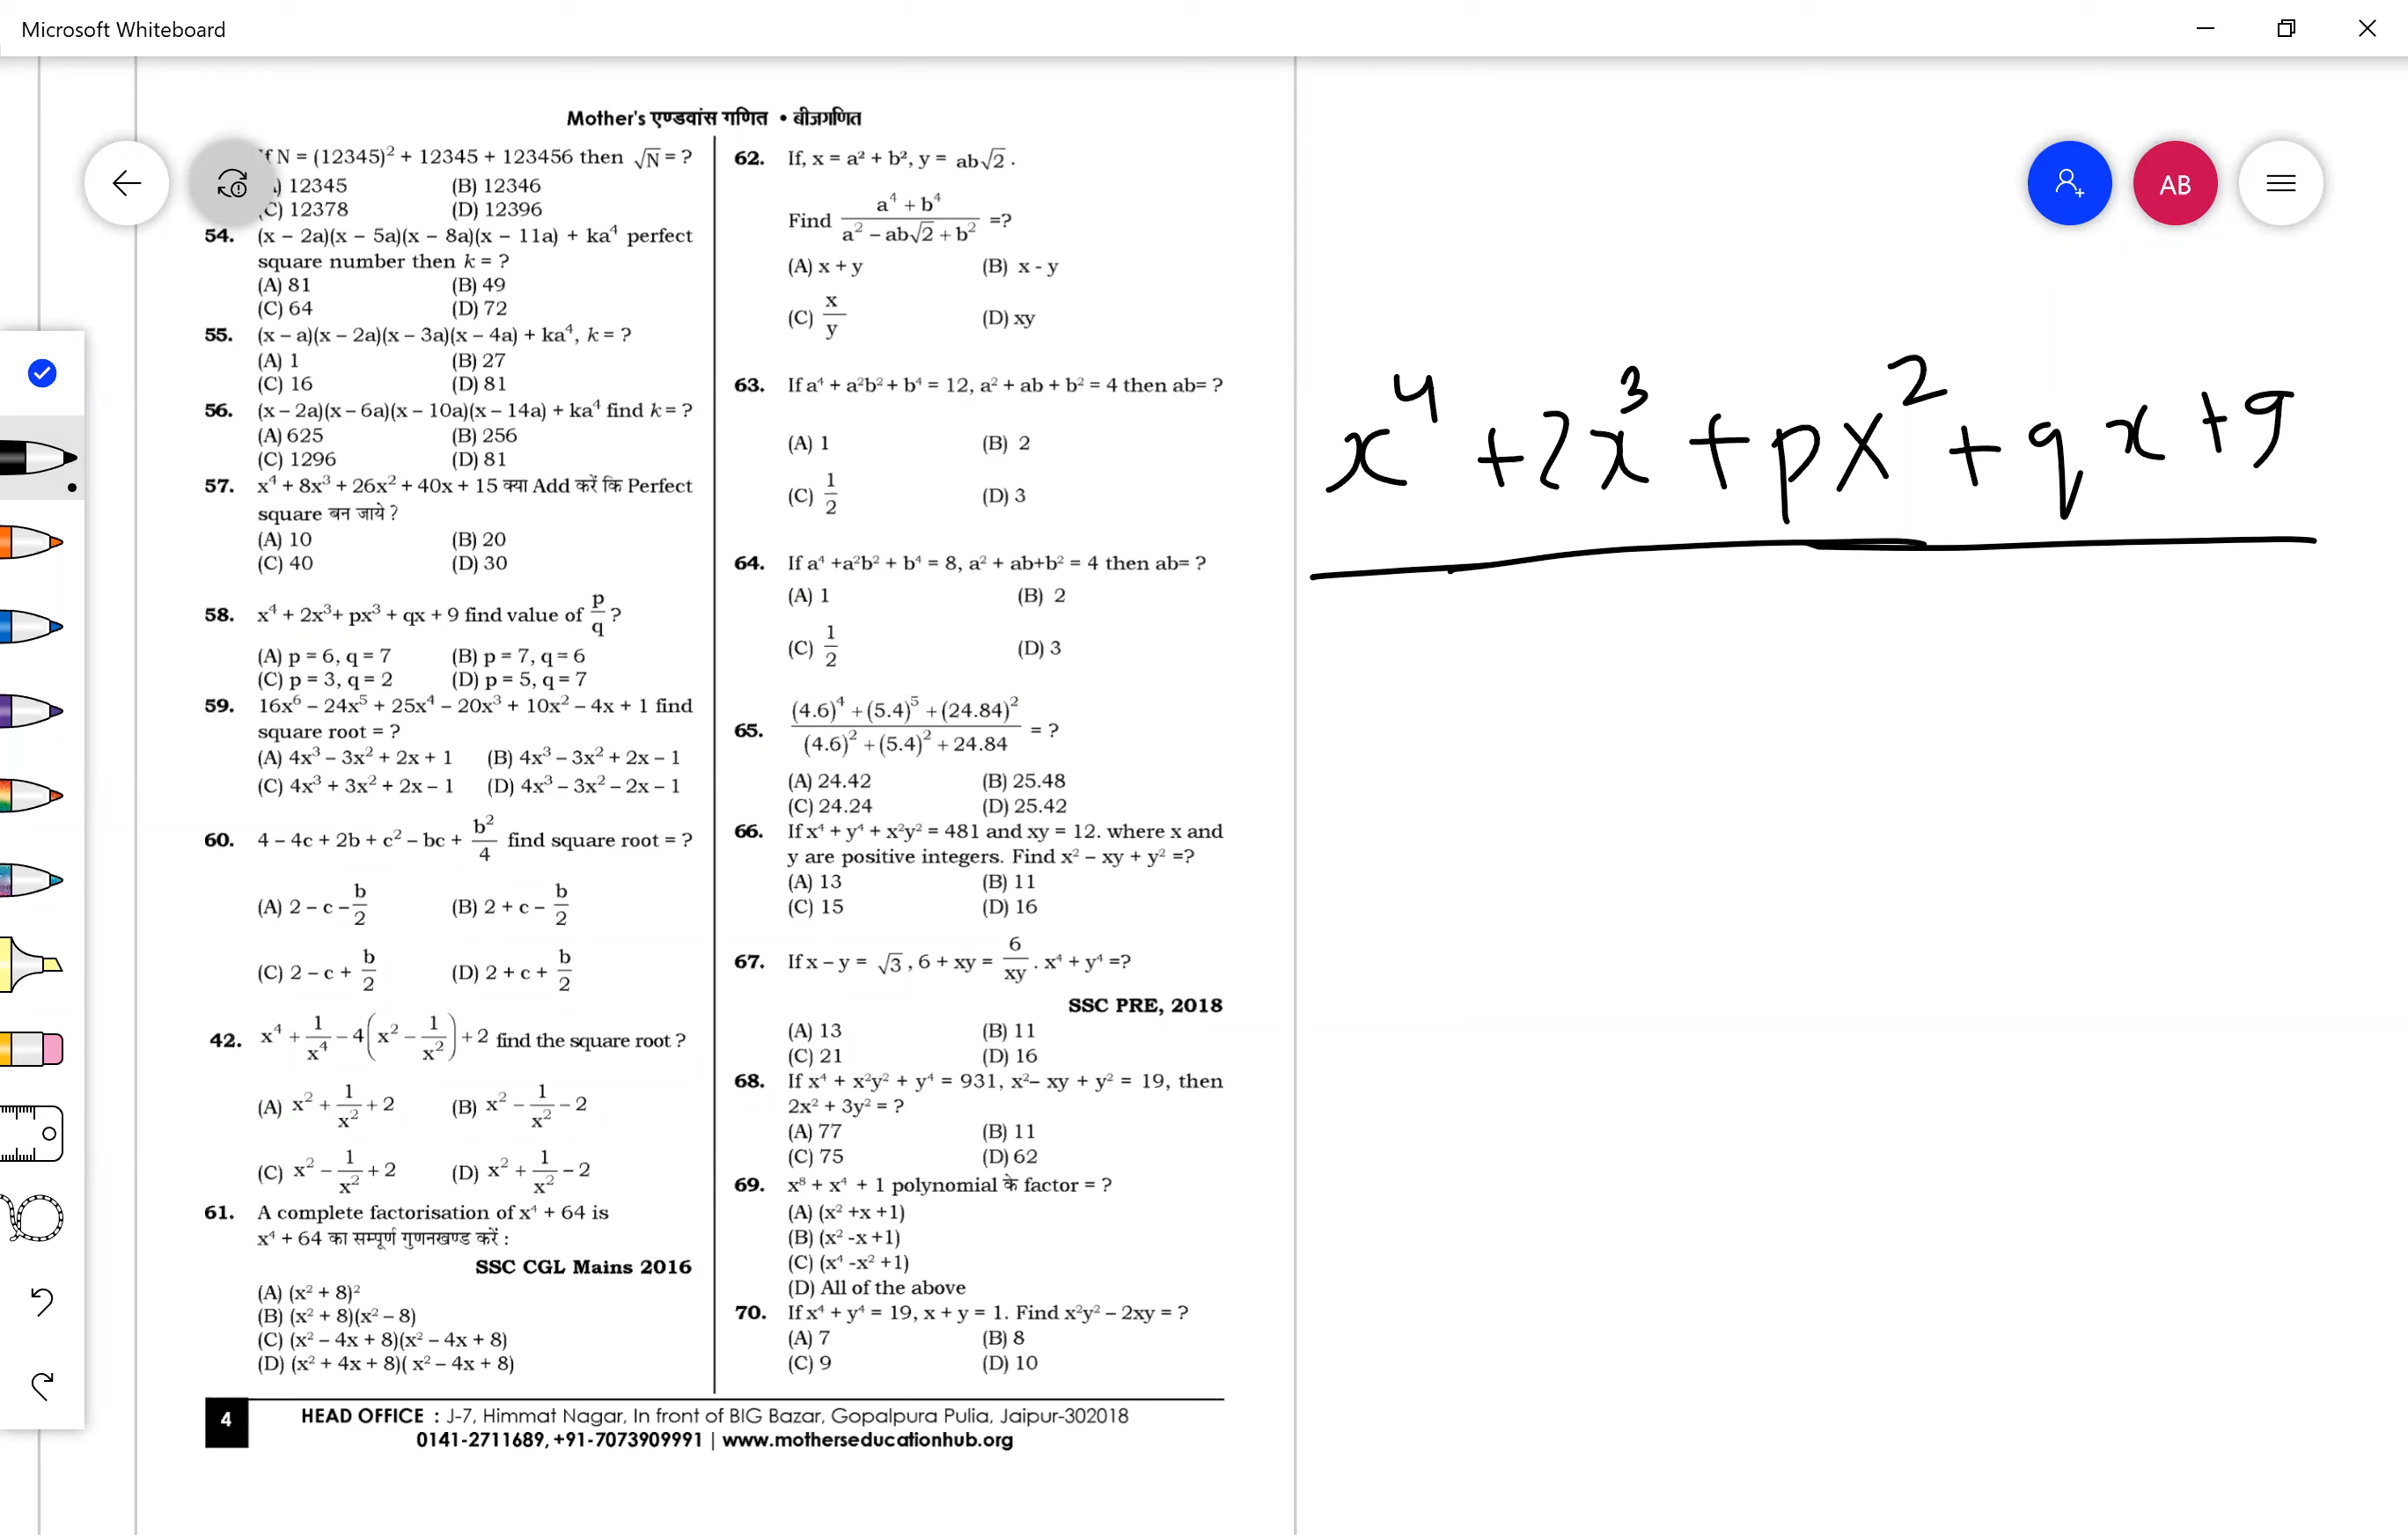 Microsoft Whiteboard
Mother's एण्डवांस गणित • बीजगणित
If N = (12345)² + 12345 + 123456 then √N = ?
) 12345 (B) 12346
(C) 12378 (D) 12396
54. (x – 2a)(x – 5a)(x – 8a)(x – 11a) + ka⁴ perfect
square number then k = ?
(A) 81 (B) 49
(C) 64 (D) 72
55. (x – a)(x – 2a)(x – 3a)(x – 4a) + ka⁴, k = ?
(A) 1 (B) 27
(C) 16 (D) 81
56. (x – 2a)(x – 6a)(x – 10a)(x – 14a) + ka⁴ find k = ?
(A) 625 (B) 256
(C) 1296 (D) 81
57. x⁴ + 8x³ + 26x² + 40x + 15 क्या Add करें कि Perfect
square बन जाये ?
(A) 10 (B) 20
(C) 40 (D) 30
58. x⁴ + 2x³+ px³ + qx + 9 find value of p/q ?
(A) p = 6, q = 7 (B) p = 7, q = 6
(C) p = 3, q = 2 (D) p = 5, q = 7
59. 16x⁶ – 24x⁵ + 25x⁴ – 20x³ + 10x² – 4x + 1 find
square root = ?
(A) 4x³ – 3x² + 2x + 1 (B) 4x³ – 3x² + 2x – 1
(C) 4x³ + 3x² + 2x – 1 (D) 4x³ – 3x² – 2x – 1
60. 4 – 4c + 2b + c² – bc + b²/4 find square root = ?
(A) 2 – c – b/2 (B) 2 + c – b/2
(C) 2 – c + b/2 (D) 2 + c + b/2
42. x⁴ + 1/x⁴ – 4(x² – 1/x²) + 2 find the square root ?
(A) x² + 1/x² + 2 (B) x² – 1/x² – 2
(C) x² – 1/x² + 2 (D) x² + 1/x² – 2
61. A complete factorisation of x⁴ + 64 is
x⁴ + 64 का सम्पूर्ण गुणनखण्ड करें :
SSC CGL Mains 2016
(A) (x² + 8)²
(B) (x² + 8)(x² – 8)
(C) (x² – 4x + 8)(x² – 4x + 8)
(D) (x² + 4x + 8)( x² – 4x + 8)
62. If, x = a² + b², y = ab√2 .
Find (a⁴ + b⁴)/(a² – ab√2 + b²) =?
(A) x + y (B) x - y
(C) x/y (D) xy
63. If a⁴ + a²b² + b⁴ = 12, a² + ab + b² = 4 then ab= ?
(A) 1 (B) 2
(C) 1/2 (D) 3
64. If a⁴ +a²b² + b⁴ = 8, a² + ab+b² = 4 then ab= ?
(A) 1 (B) 2
(C) 1/2 (D) 3
65. ((4.6)⁴ + (5.4)⁵ + (24.84)²)/((4.6)² + (5.4)² + 24.84) = ?
(A) 24.42 (B) 25.48
(C) 24.24 (D) 25.42
66. If x⁴ + y⁴ + x²y² = 481 and xy = 12. where x and
y are positive integers. Find x² – xy + y² =?
(A) 13 (B) 11
(C) 15 (D) 16
67. If x – y = √3 , 6 + xy = 6/xy . x⁴ + y⁴ =?
SSC PRE, 2018
(A) 13 (B) 11
(C) 21 (D) 16
68. If x⁴ + x²y² + y⁴ = 931, x²– xy + y² = 19, then
2x² + 3y² = ?
(A) 77 (B) 11
(C) 75 (D) 62
69. x⁸ + x⁴ + 1 polynomial के factor = ?
(A) (x² +x +1)
(B) (x² -x +1)
(C) (x⁴ -x² +1)
(D) All of the above
70. If x⁴ + y⁴ = 19, x + y = 1. Find x²y² – 2xy = ?
(A) 7 (B) 8
(C) 9 (D) 10
4 HEAD OFFICE : J-7, Himmat Nagar, In front of BIG Bazar, Gopalpura Pulia, Jaipur-302018
0141-2711689, +91-7073909991 | www.motherseducationhub.org
AB
x⁴ + 2x³ + px² + qx + 9